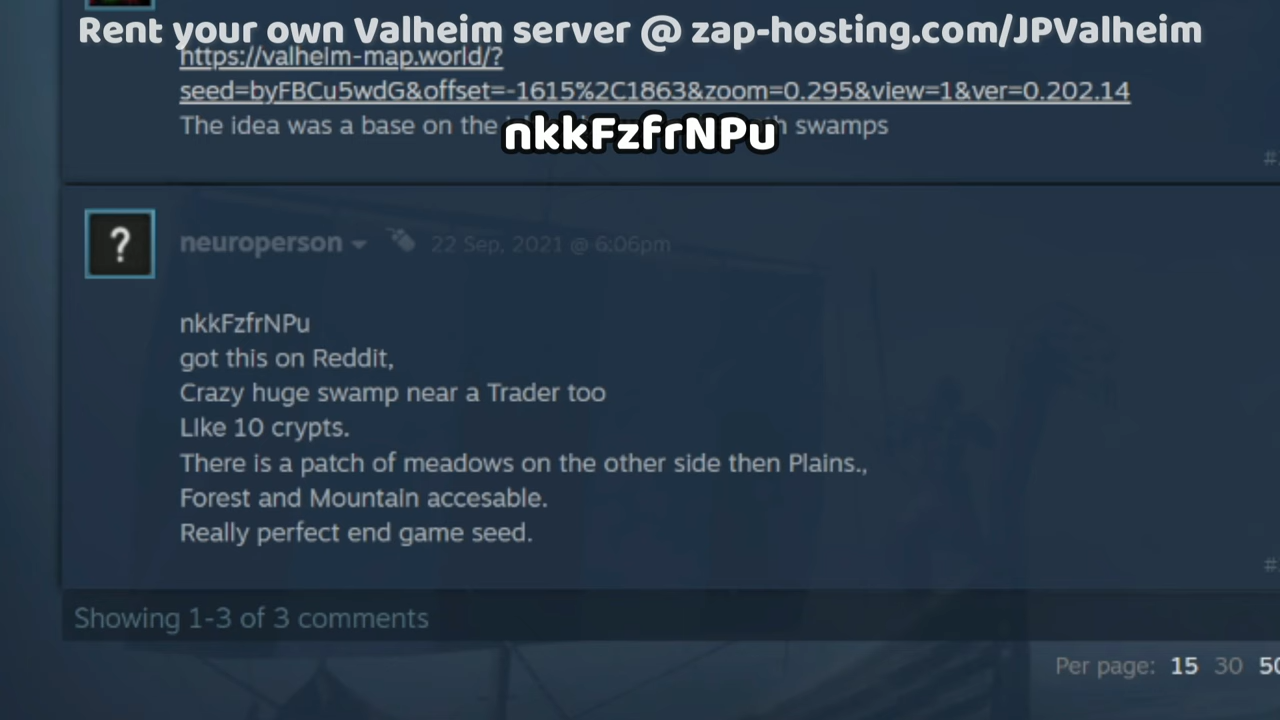 Rent your own Valheim server @ zap-hosting.com/JPValheim
https://valheim-map.world/?
seed=byFBCu5wdG&offset=-1615%2C1863&zoom=0.295&view=1&ver=0.202.14
The idea was a base on the swamps
nkkFzfrNPu
#
?
neuroperson 22 Sep, 2021 @ 6:06pm
nkkFzfrNPu
got this on Reddit,
Crazy huge swamp near a Trader too
LIke 10 crypts.
There is a patch of meadows on the other side then Plains.,
Forest and Mountain accesable.
Really perfect end game seed.
#
Showing 1-3 of 3 comments
Per page: 15 30 50